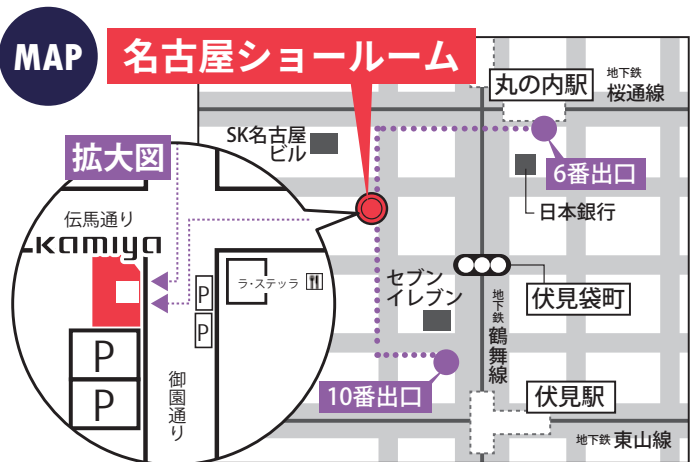 MAP
名古屋ショールーム
丸の内駅
地下鉄
桜通線
SK名古屋
ビル
拡大図
6番出口
日本銀行
伝馬通り
kamiya
P
P
ラ・ステッラ
セブン
イレブン
伏見袋町
地下鉄 鶴舞線
P
P
御園通り
10番出口
伏見駅
地下鉄 東山線